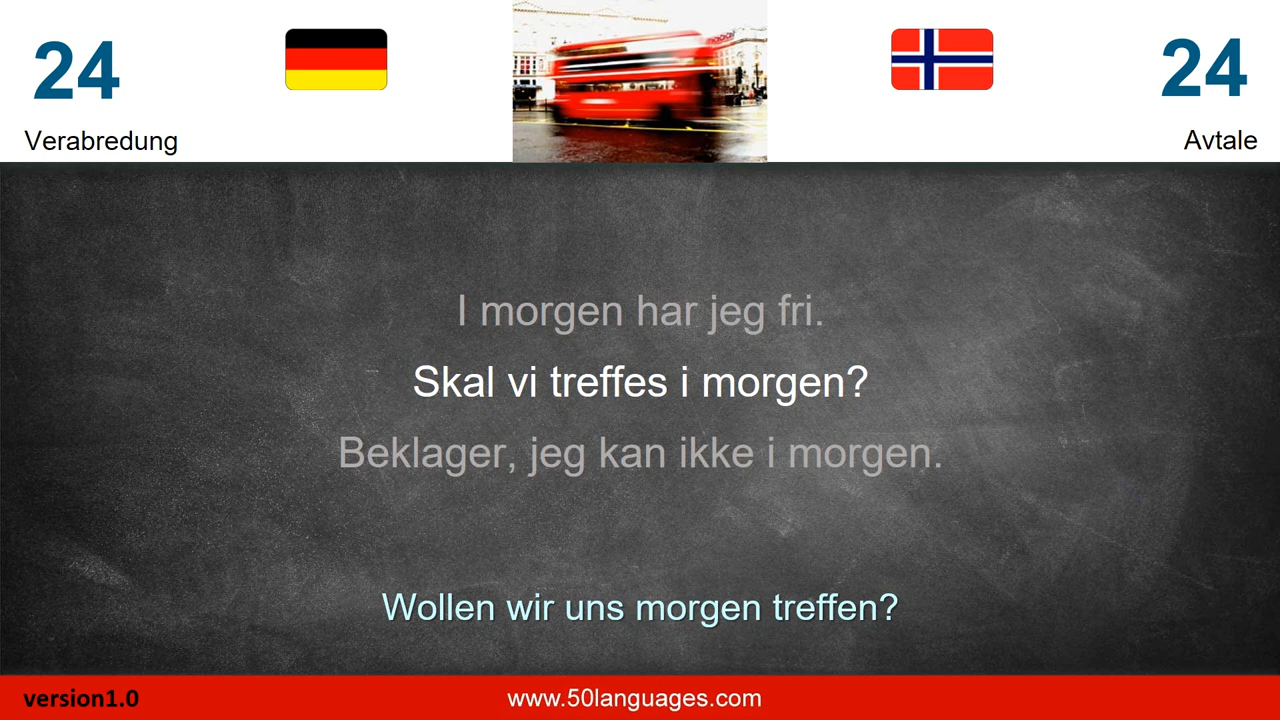 24
24
Verabredung
Avtale
I morgen har jeg fri.
Skal vi treffes i morgen?
Beklager, jeg kan ikke i morgen.
Wollen wir uns morgen treffen?
version1.0
www.50languages.com